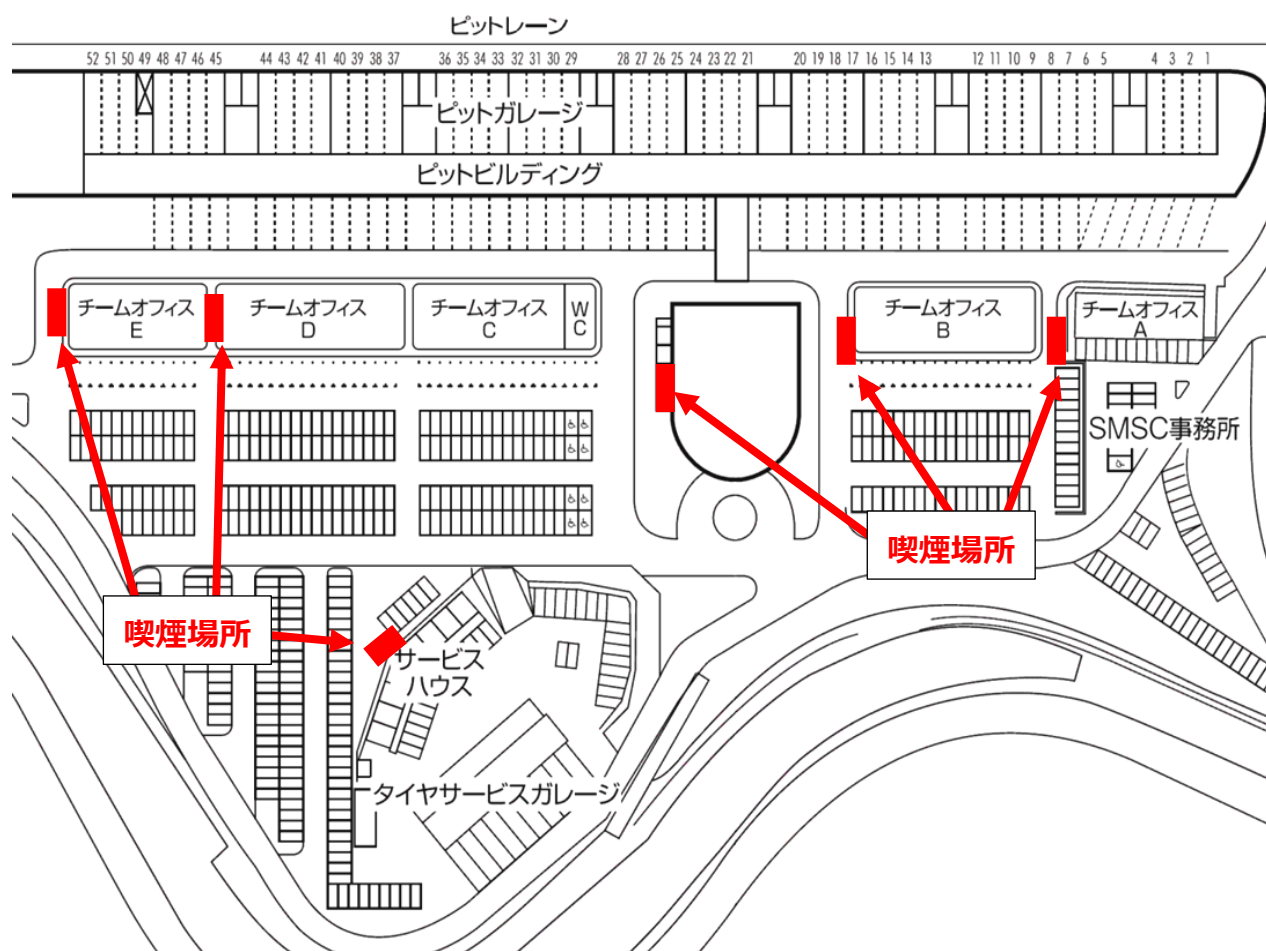 ピットレーン
52 51 50 49 48 47 46 45 44 43 42 41 40 39 38 37 36 35 34 33 32 31 30 29 28 27 26 25 24 23 22 21 20 19 18 17 16 15 14 13 12 11 10 9 8 7 6 5 4 3 2 1
ピットガレージ
ピットビルディング
チームオフィス
E
チームオフィス
D
チームオフィス
C
W
C
チームオフィス
B
チームオフィス
A
SMSC事務所
喫煙場所
喫煙場所
サービス
ハウス
タイヤサービスガレージ